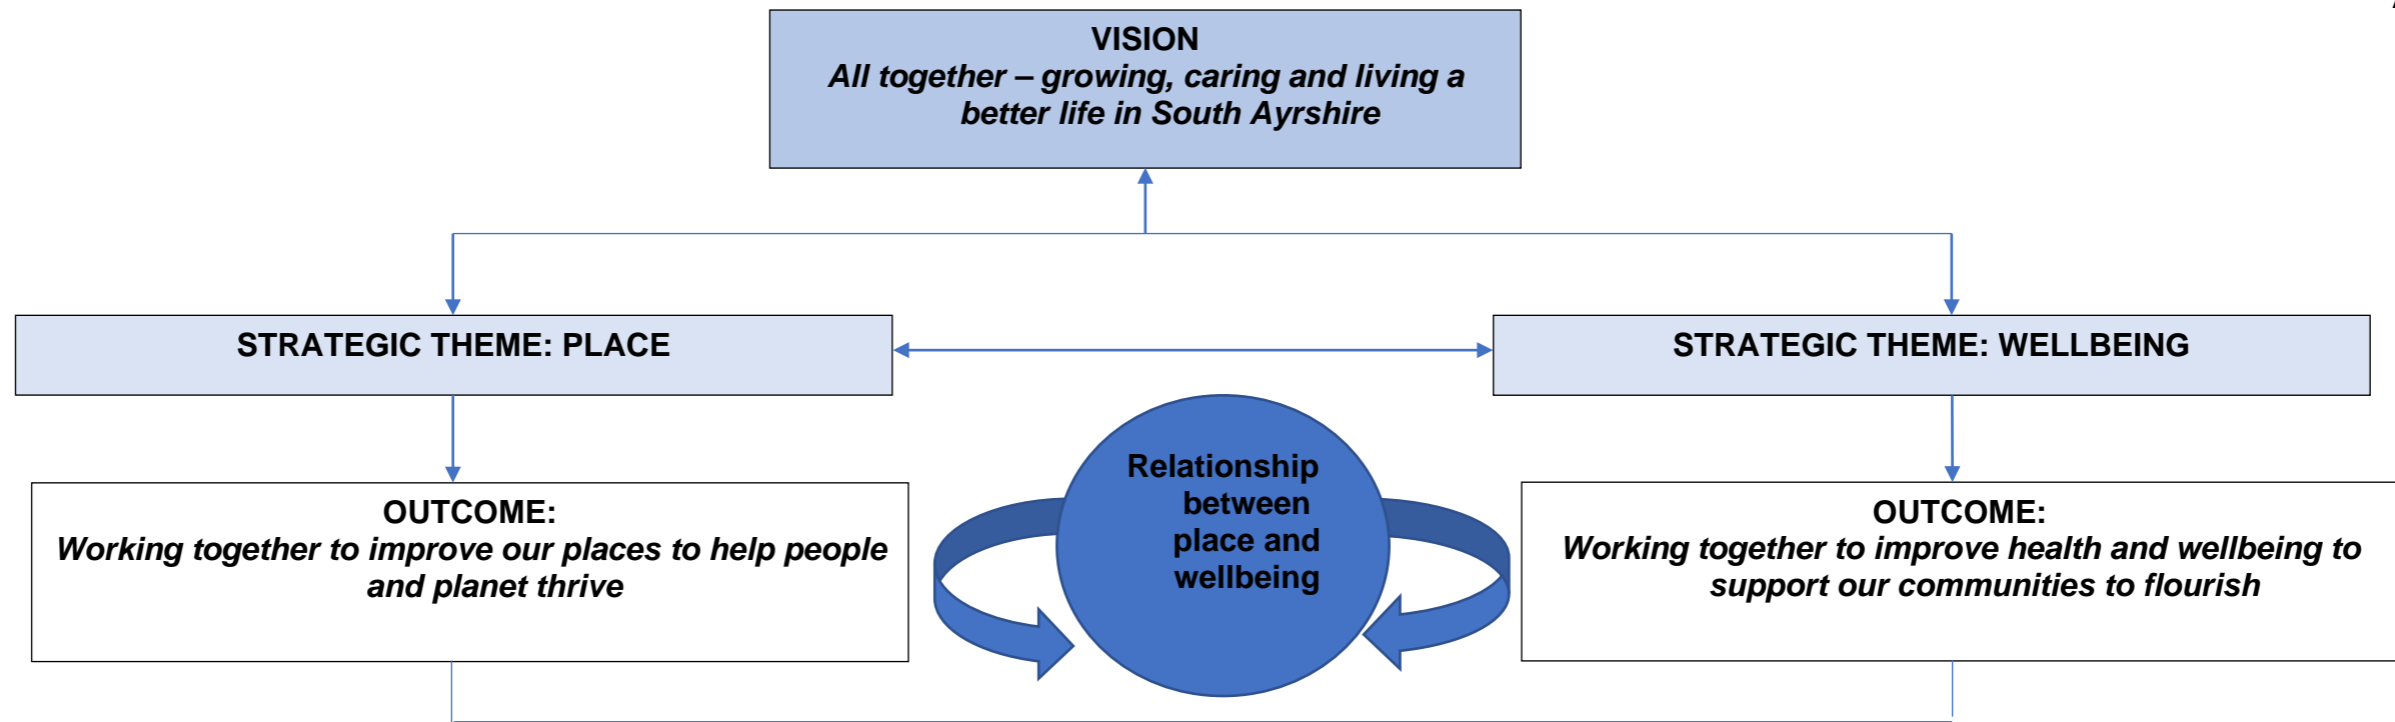 VISION
All together – growing, caring and living a
better life in South Ayrshire
STRATEGIC THEME: PLACE
STRATEGIC THEME: WELLBEING
OUTCOME:
Working together to improve our places to help people
and planet thrive
Relationship
between
place and
wellbeing
OUTCOME:
Working together to improve health and wellbeing to
support our communities to flourish